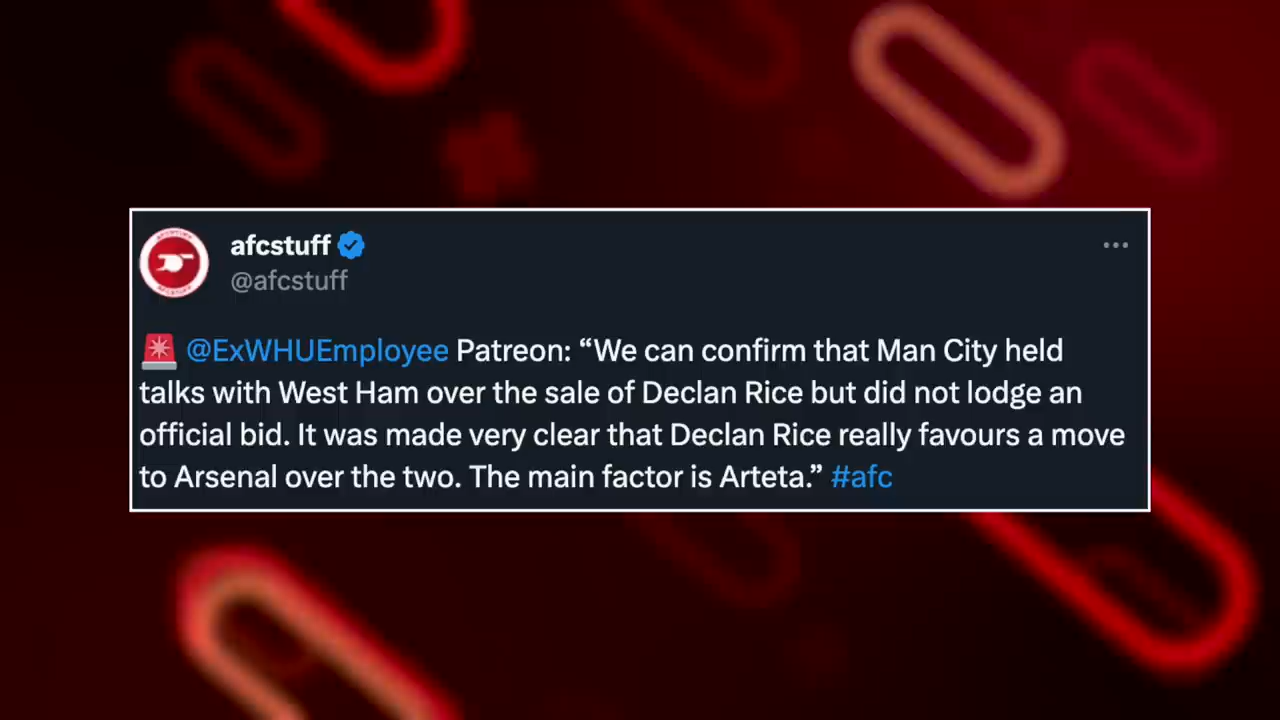 afcstuff
@afcstuff
🚨 @ExWHUEmployee Patreon: “We can confirm that Man City held
talks with West Ham over the sale of Declan Rice but did not lodge an
official bid. It was made very clear that Declan Rice really favours a move
to Arsenal over the two. The main factor is Arteta.” #afc